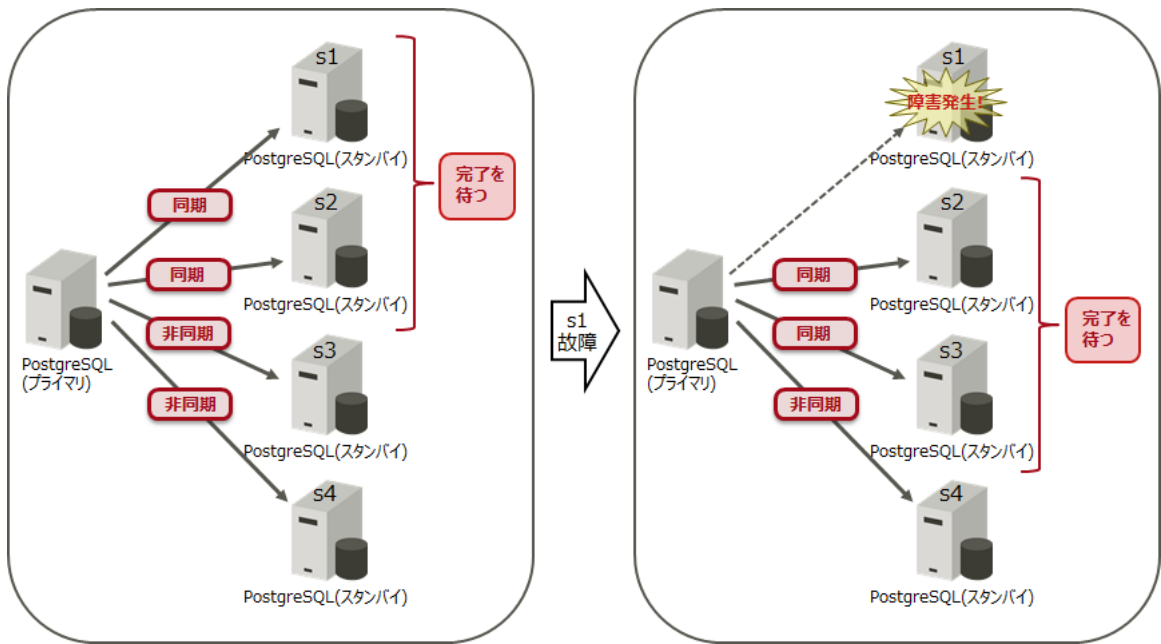 s1
PostgreSQL(スタンバイ)
同期
完了を
待つ
s2
PostgreSQL(スタンバイ)
同期
PostgreSQL
(プライマリ)
非同期
s3
PostgreSQL(スタンバイ)
非同期
s4
PostgreSQL(スタンバイ)
s1
故障
s1
障害発生!
PostgreSQL(スタンバイ)
s2
PostgreSQL(スタンバイ)
同期
完了を
待つ
PostgreSQL
(プライマリ)
同期
s3
PostgreSQL(スタンバイ)
非同期
s4
PostgreSQL(スタンバイ)